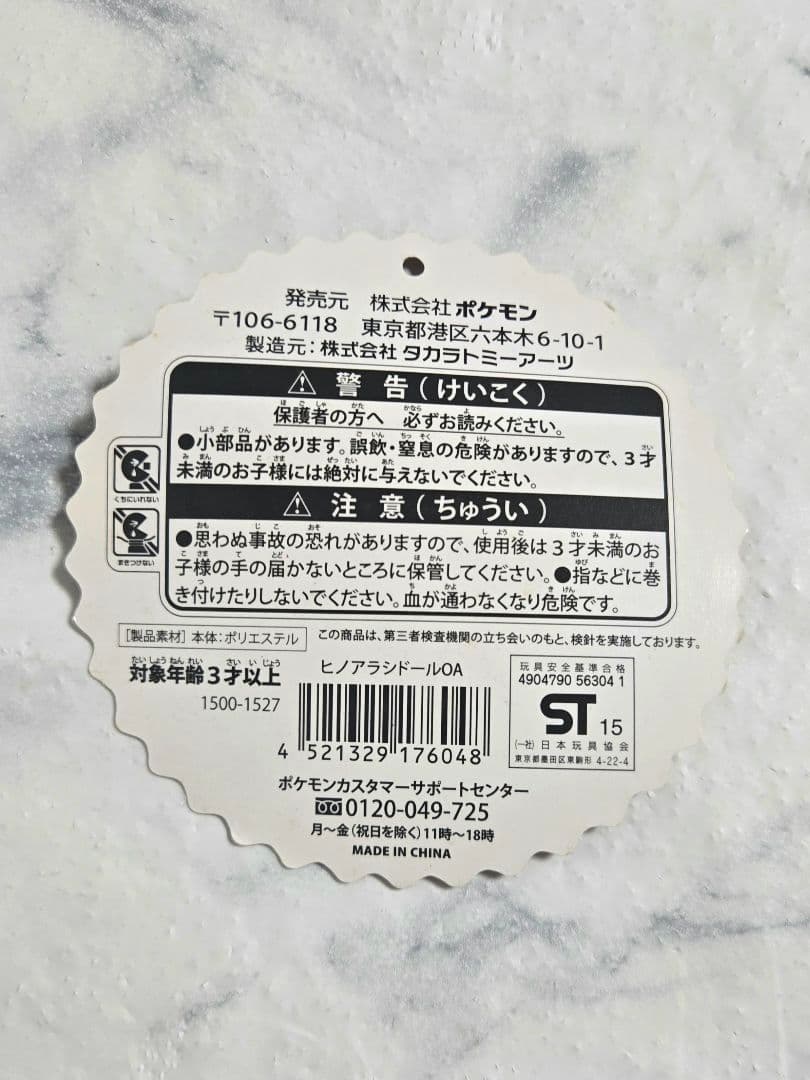 発売元 株式会社 ポケモン
〒106-6118 東京都港区六本木6-10-1
製造元:株式会社 タカラトミーアーツ
警告(けいこく)
保護者の方へ 必ずお読みください。
●小部品があります。誤飲・窒息の危険がありますので、3才
未満のお子様には絶対に与えないでください。
くちにいれない
注意(ちゅうい)
●思わぬ事故の恐れがありますので、使用後は3才未満のお
子様の手の届かないところに保管してください。●指などに巻
き付けたりしないでください。血が通わなくなり危険です。
まきつけない
[製品素材] 本体:ポリエステル
この商品は、第三者検査機関の立ち会いのもと、検針を実施しております。
対象年齢3才以上
1500-1527
ヒノアラシドールOA
4 521329 176048
玩具安全基準合格
4904790 56304 1
ST 15
(一社)日本玩具協会
東京都墨田区東駒形 4-22-4
ポケモンカスタマーサポートセンター
0120-049-725
月〜金(祝日を除く)11時〜18時
MADE IN CHINA